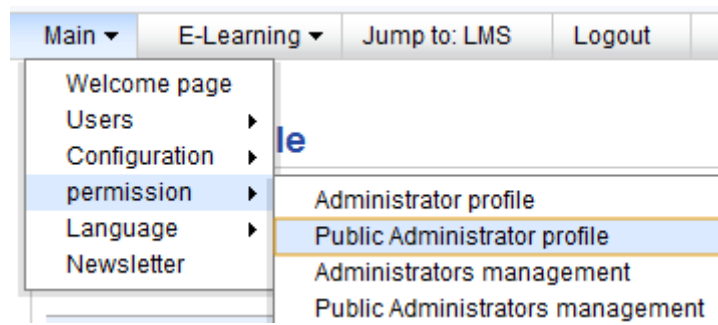 Main ▾ E-Learning ▾ Jump to: LMS Logout
Welcome page
Users
le
Configuration
permission
Administrator profile
Language
Public Administrator profile
Newsletter
Administrators management
Public Administrators management